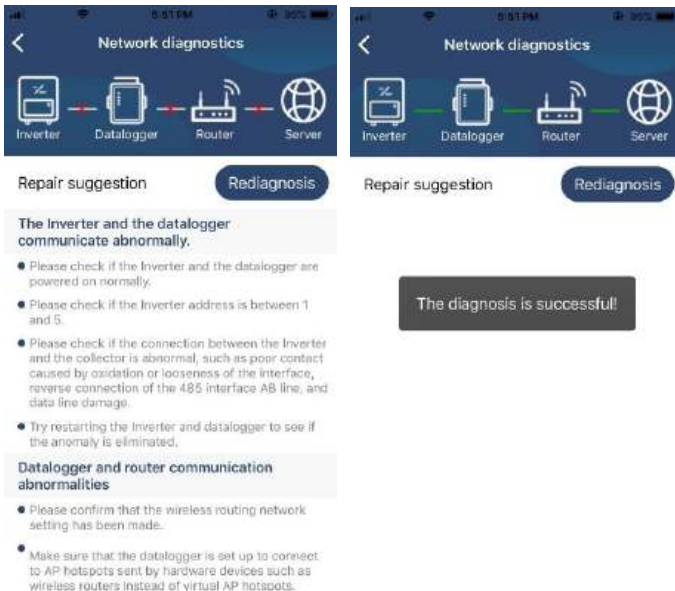 5:51 PM
Network diagnostics
Inverter Datalogger Router Server
Repair suggestion Rediagnosis
The Inverter and the datalogger
communicate abnormally.
Please check if the Inverter and the datalogger are
powered on normally.
Please check if the Inverter address is between 1
and 5.
Please check if the connection between the Inverter
and the collector is abnormal, such as poor contact
caused by oxidation or looseness of the interface,
reverse connection of the 485 interface AB line, and
data line damage.
Try restarting the Inverter and datalogger to see if
the anomaly is eliminated.
Datalogger and router communication
abnormalities
Please confirm that the wireless routing network
setting has been made.
Make sure that the datalogger is set up to connect
to AP hotspots sent by hardware devices such as
wireless routers instead of virtual AP hotspots.
5:51 PM
Network diagnostics
Inverter Datalogger Router Server
Repair suggestion Rediagnosis
The diagnosis is successful!